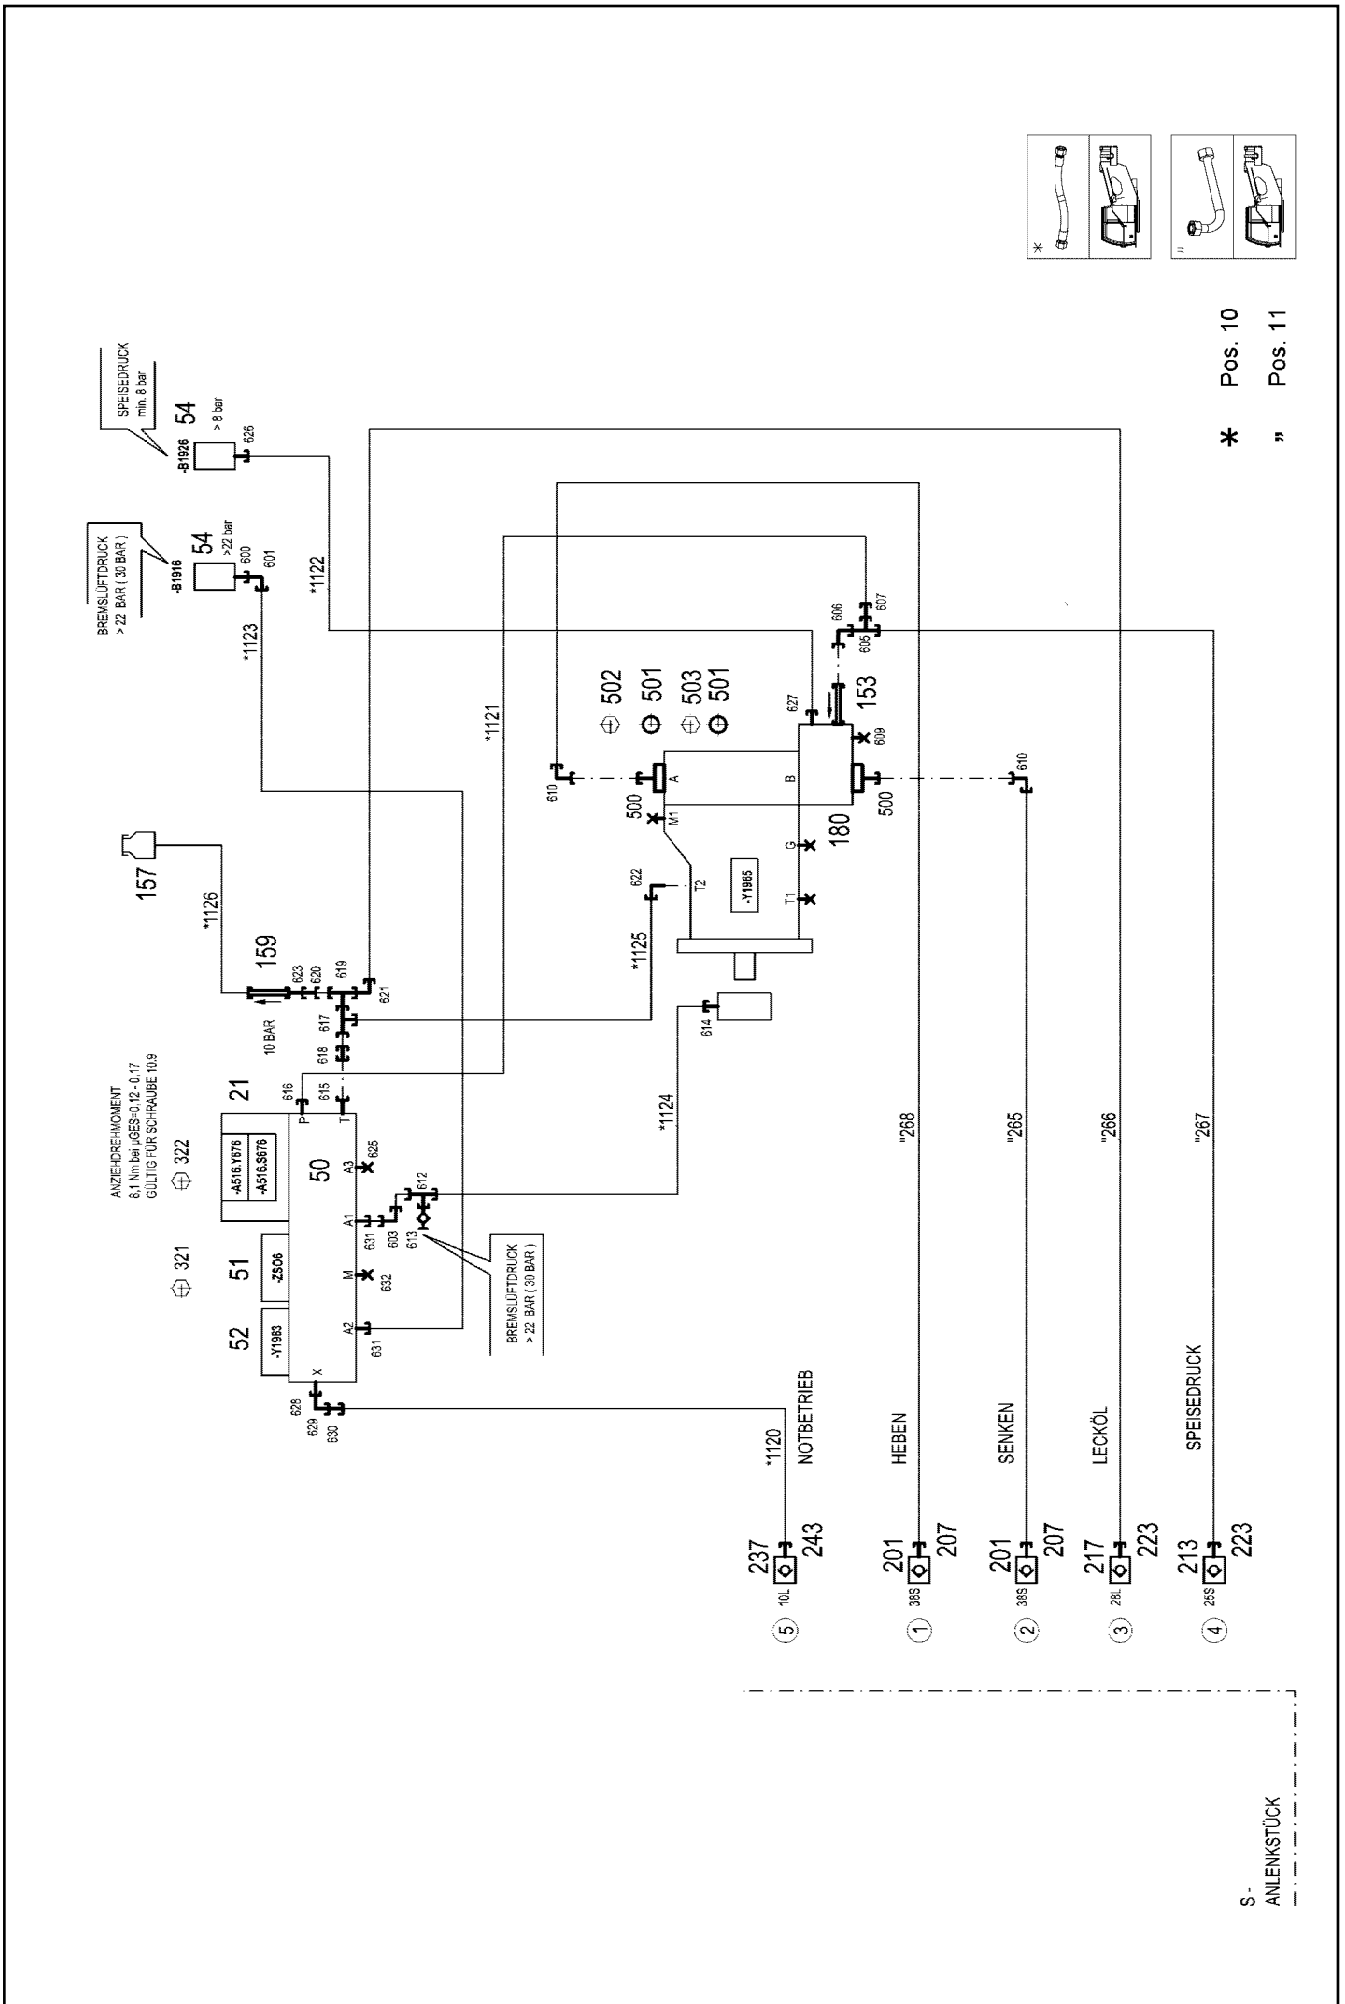 SPEISEDRUCK
min. 8 bar
-B1926
54
> 8 bar
626
BREMSLÜFTDRUCK
> 22 BAR ( 30 BAR )
-B1916
54
>22 bar
600
601
*1122
*1123
*1121
157
*1126
159
10 BAR
623
620
619
621
617
618
*1125
622
502
501
503
501
610
500
M1
A
B
627
153
606
607
605
609
610
500
180
G
T1
T2
-Y1965
614
*1124
ANZIEHDREHMOMENT
6,1 Nm bei µGES=0,12 - 0,17
GÜLTIG FÜR SCHRAUBE 10.9
322
321
21
-A516.Y676
-A516.S676
616
615
P
T
50
A3
625
A1
631
603
612
613
51
-ZSO6
M
632
52
-Y1983
A2
631
X
628
629
630
BREMSLÜFTDRUCK
> 22 BAR ( 30 BAR )
*1120
NOTBETRIEB
"268
HEBEN
"265
SENKEN
"266
LECKÖL
"267
SPEISEDRUCK
237
243
10L
5
201
207
38S
1
201
207
38S
2
217
223
28L
3
213
223
25S
4
S -
ANLENKSTÜCK
*
"
* Pos. 10
" Pos. 11